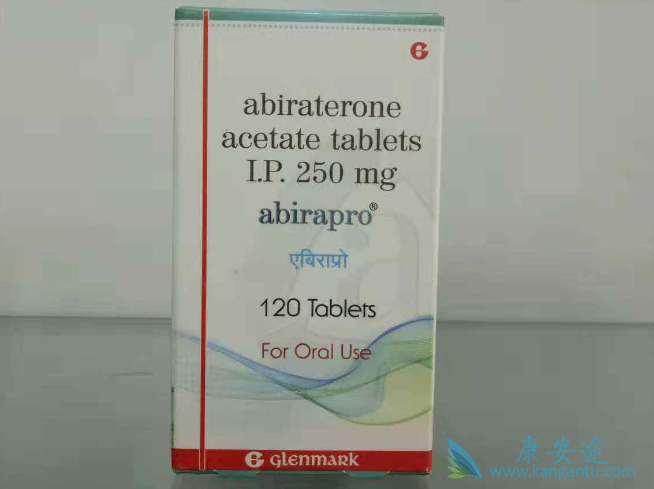 abiraterone
acetate tablets
I.P. 250 mg
abirapro®
एबिराप्रो
120 Tablets
For Oral Use
GLENMARK
康安途
www.kangantu.com